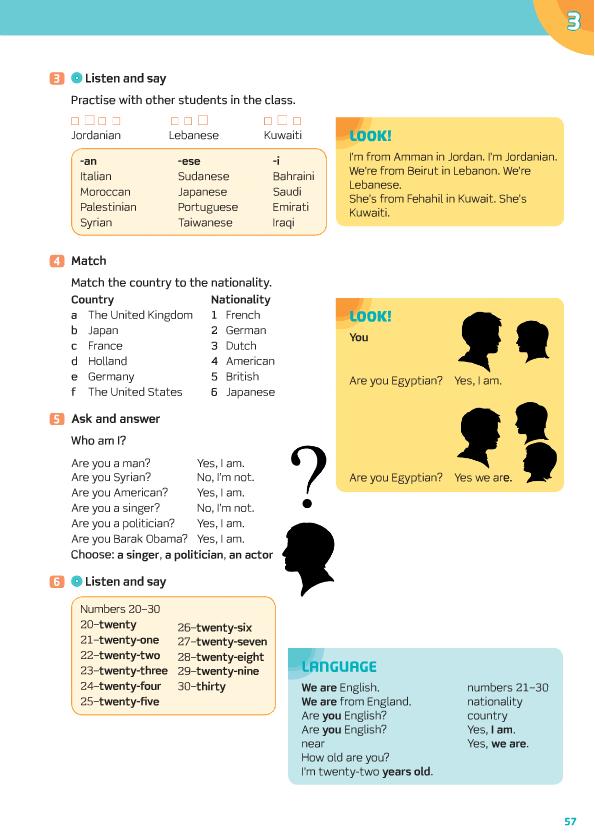 3
3 Listen and say
Practise with other students in the class.
Jordanian Lebanese Kuwaiti
-an -ese -i
Italian Sudanese Bahraini
Moroccan Japanese Saudi
Palestinian Portuguese Emirati
Syrian Taiwanese Iraqi
LOOK!
I'm from Amman in Jordan. I'm Jordanian.
We're from Beirut in Lebanon. We're
Lebanese.
She's from Fehahil in Kuwait. She's
Kuwaiti.
4 Match
Match the country to the nationality.
Country Nationality
a The United Kingdom 1 French
b Japan 2 German
c France 3 Dutch
d Holland 4 American
e Germany 5 British
f The United States 6 Japanese
LOOK!
You
Are you Egyptian? Yes, I am.
Are you Egyptian? Yes we are.
5 Ask and answer
Who am I?
Are you a man? Yes, I am.
Are you Syrian? No, I'm not.
Are you American? Yes, I am.
Are you a singer? No, I'm not.
Are you a politician? Yes, I am.
Are you Barak Obama? Yes, I am.
Choose: a singer, a politician, an actor
?
6 Listen and say
Numbers 20–30
20–twenty
21–twenty-one
22–twenty-two
23–twenty-three
24–twenty-four
25–twenty-five
26–twenty-six
27–twenty-seven
28–twenty-eight
29–twenty-nine
30–thirty
LANGUAGE
We are English. numbers 21–30
We are from England. nationality
Are you English? country
Are you English? Yes, I am.
near Yes, we are.
How old are you?
I'm twenty-two years old.
57